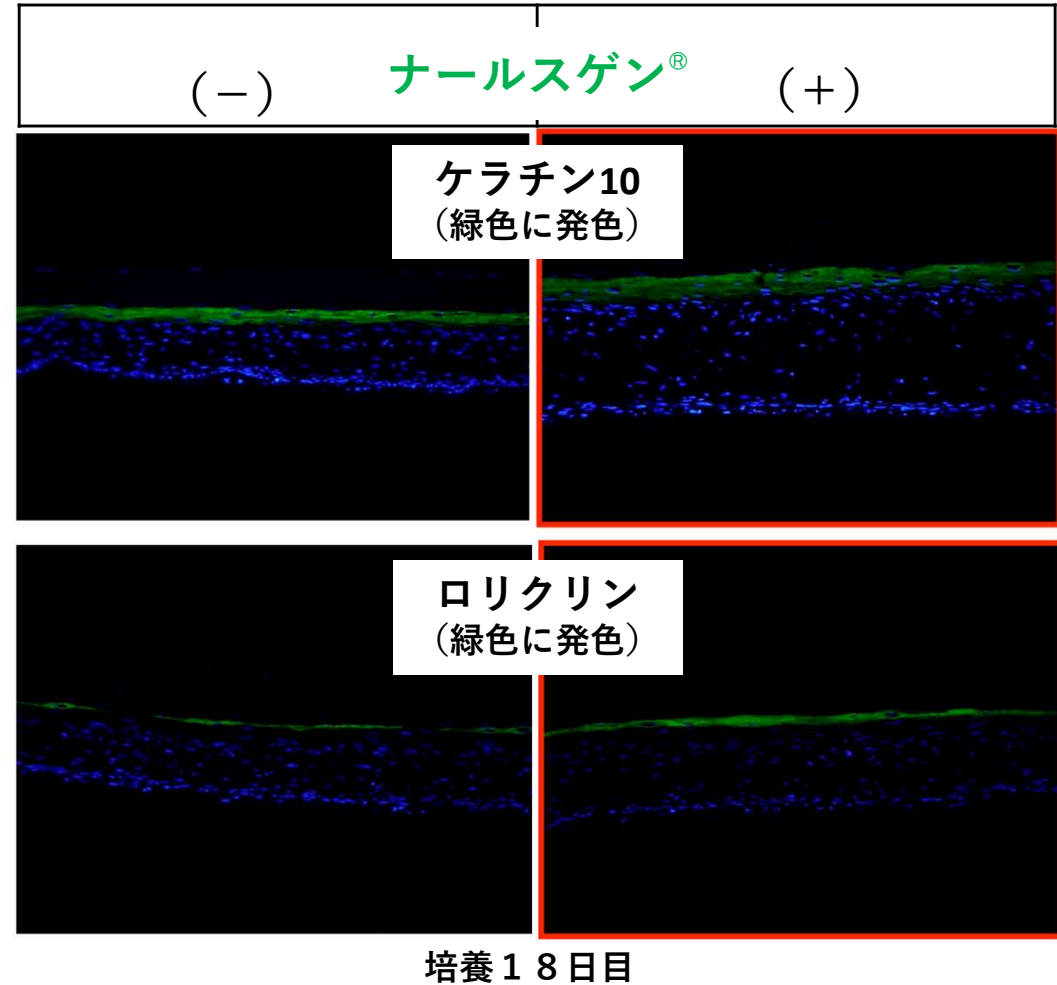 ナールスゲン®
（－） （＋）
ケラチン10
（緑色に発色）
ロリクリン
（緑色に発色）
培養１８日目